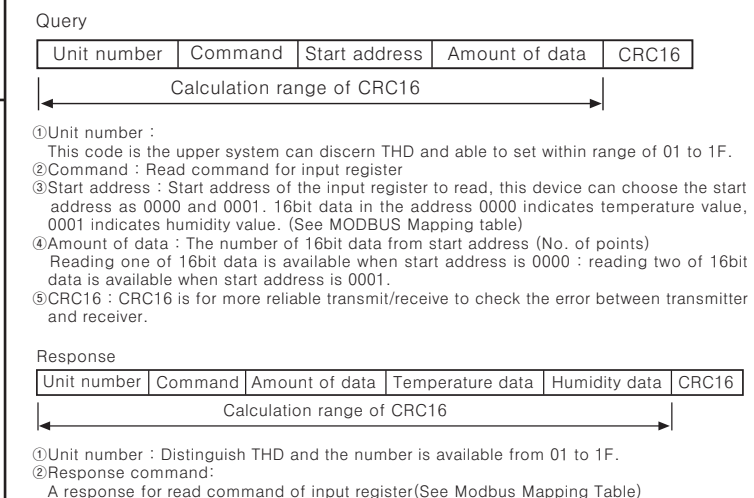 Query
Unit number Command Start address Amount of data CRC16
Calculation range of CRC16
①Unit number :
This code is the upper system can discern THD and able to set within range of 01 to 1F.
②Command : Read command for input register
③Start address : Start address of the input register to read, this device can choose the start
address as 0000 and 0001. 16bit data in the address 0000 indicates temperature value,
0001 indicates humidity value. (See MODBUS Mapping table)
④Amount of data : The number of 16bit data from start address (No. of points)
Reading one of 16bit data is available when start address is 0000 : reading two of 16bit
data is available when start address is 0001.
⑤CRC16 : CRC16 is for more reliable transmit/receive to check the error between transmitter
and receiver.
Response
Unit number Command Amount of data Temperature data Humidity data CRC16
Calculation range of CRC16
①Unit number : Distinguish THD and the number is available from 01 to 1F.
②Response command:
A response for read command of input register(See Modbus Mapping Table)